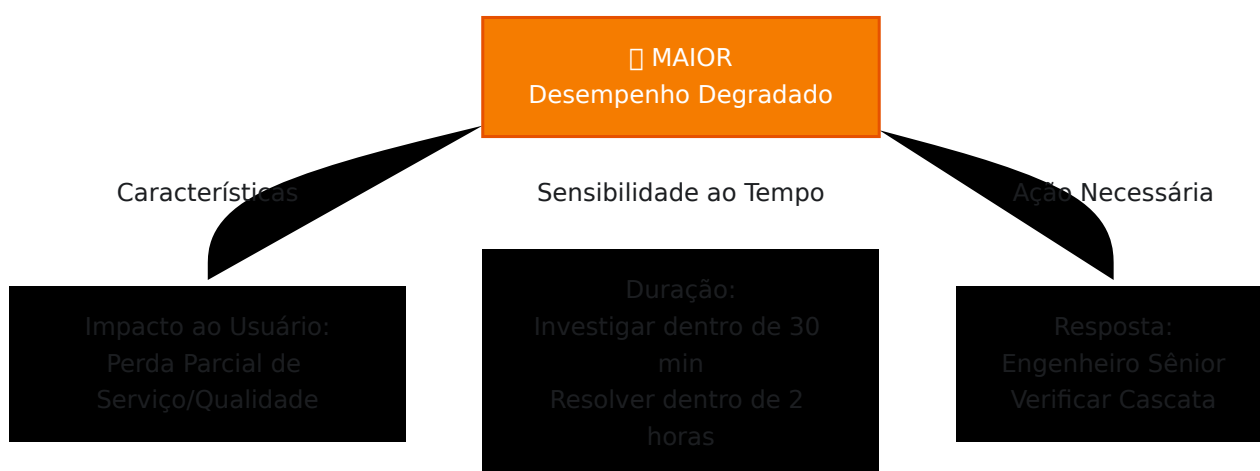 MAIOR
Desempenho Degradado
Características
Sensibilidade ao Tempo
Ação Necessária
Impacto ao Usuário:
Perda Parcial de
Serviço/Qualidade
Duração:
Investigar dentro de 30
min
Resolver dentro de 2
horas
Resposta:
Engenheiro Sênior
Verificar Cascata